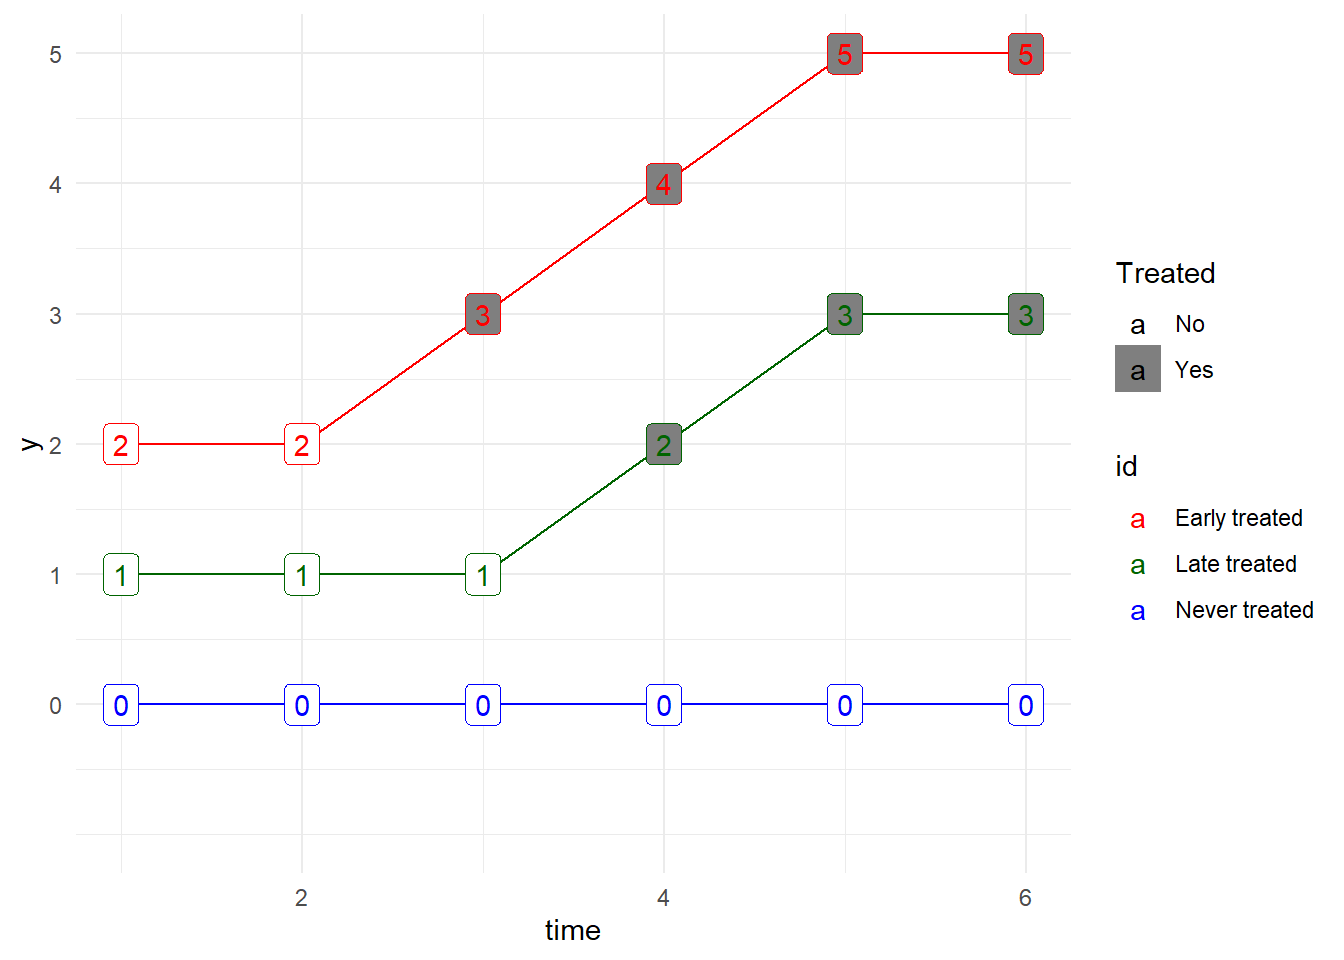 5
5 5
4
4
3
3 3 3
2
2 2 2
1
1 1 1
0
0 0 0 0 0 0
y
2 4 6
time
Treated
a No
a Yes
id
a Early treated
a Late treated
a Never treated